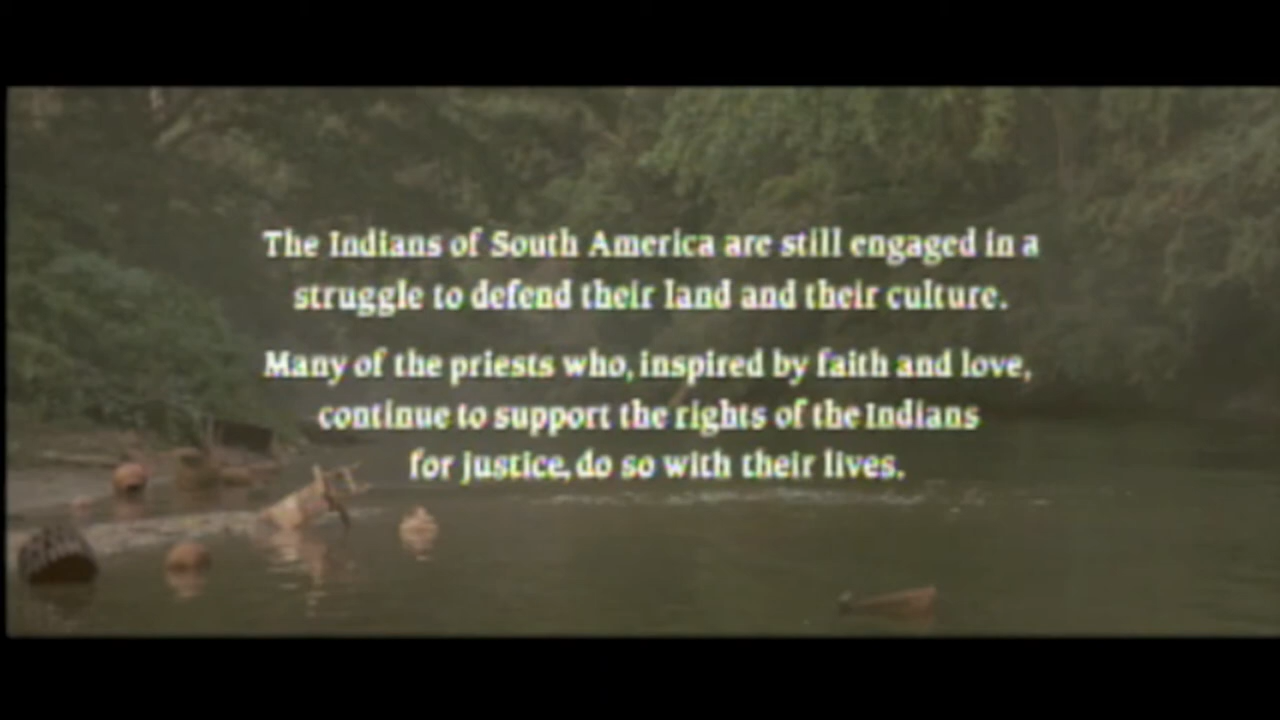 The Indians of South America are still engaged in a
struggle to defend their land and their culture.
Many of the priests who, inspired by faith and love,
continue to support the rights of the Indians
for justice, do so with their lives.